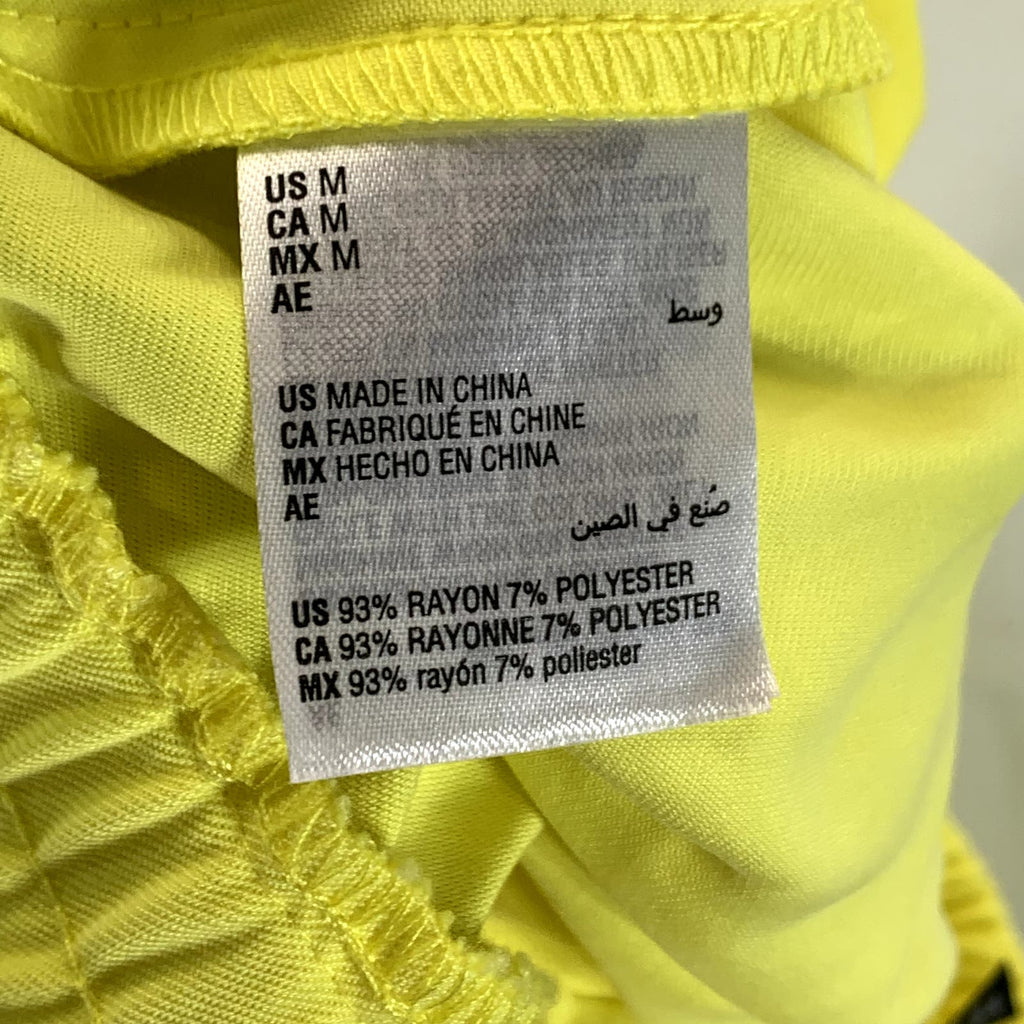 US M
CA M
MX M
AE وسط
US MADE IN CHINA
CA FABRIQUÉ EN CHINE
MX HECHO EN CHINA
AE صُنع في الصين
US 93% RAYON 7% POLYESTER
CA 93% RAYONNE 7% POLYESTER
MX 93% rayón 7% poliester